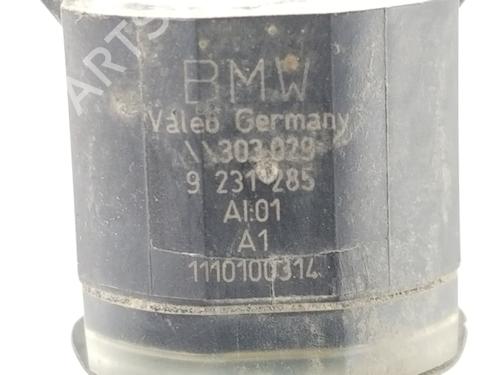 BMW
Valeo Germany
\\303.029
9 231 285
AI:01
A1
1110100314